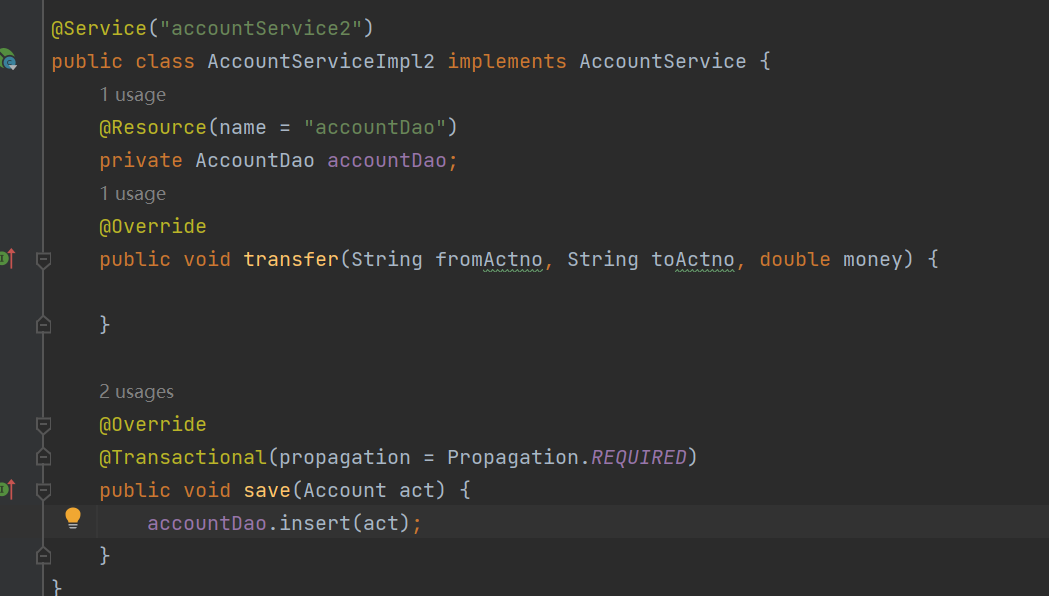 @Service("accountService2")
public class AccountServiceImpl2 implements AccountService {
1 usage
@Resource(name = "accountDao")
private AccountDao accountDao;
1 usage
@Override
public void transfer(String fromActno, String toActno, double money) {
}
2 usages
@Override
@Transactional(propagation = Propagation.REQUIRED)
public void save(Account act) {
accountDao.insert(act);
}
}